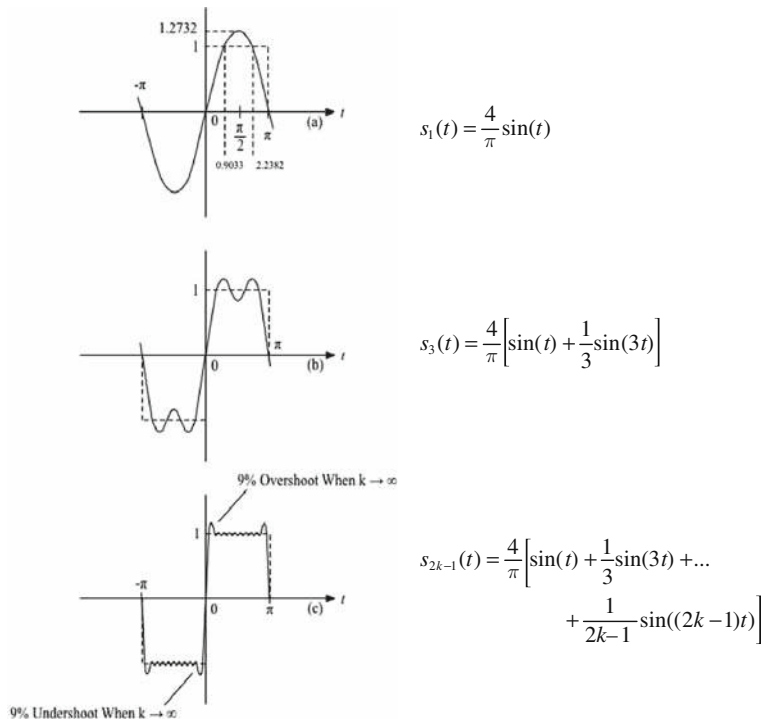 1.2732
1
-π
0
π/2
π
t
(a)
0.9033
2.2382
s₁(t) = 4/π sin(t)
1
0
π
t
(b)
s₃(t) = 4/π [sin(t) + 1/3 sin(3t)]
9% Overshoot When k → ∞
1
-π
0
π
t
(c)
s₂ₖ₋₁(t) = 4/π [sin(t) + 1/3 sin(3t) + ...
+ 1/(2k–1) sin((2k – 1)t)]
9% Undershoot When k → ∞